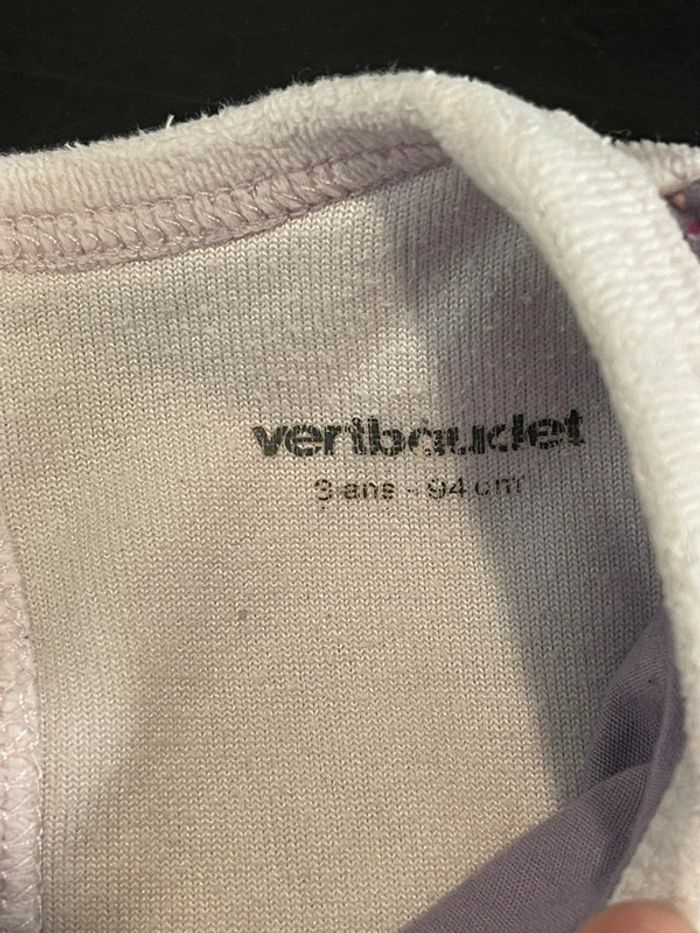 vertbaudet
3 ans - 94 cm